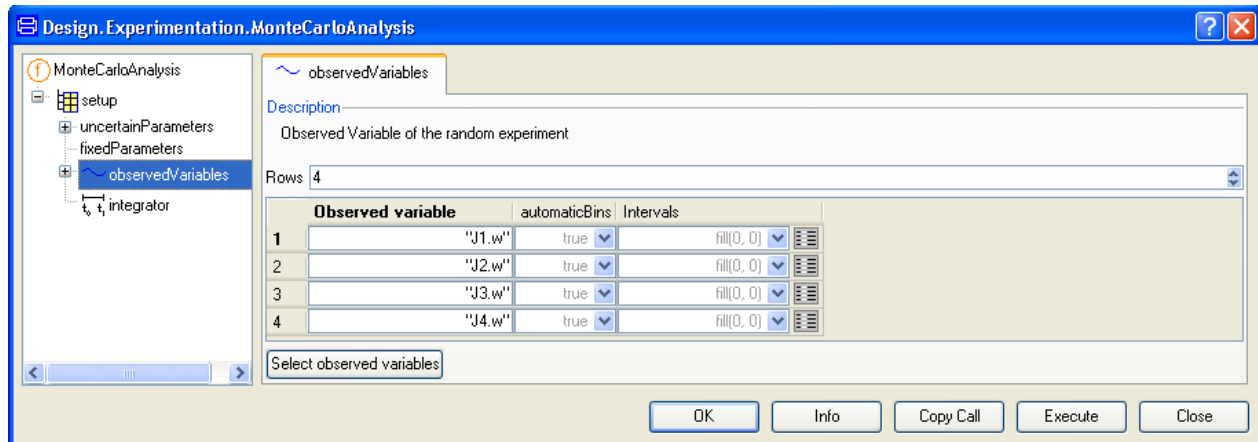 Design.Experimentation.MonteCarloAnalysis
MonteCarloAnalysis
setup
uncertainParameters
fixedParameters
observedVariables
integrator
observedVariables
Description
Observed Variable of the random experiment
Rows 4
Observed variable automaticBins Intervals
1 "J1.w" true fill(0, 0)
2 "J2.w" true fill(0, 0)
3 "J3.w" true fill(0, 0)
4 "J4.w" true fill(0, 0)
Select observed variables
OK Info Copy Call Execute Close